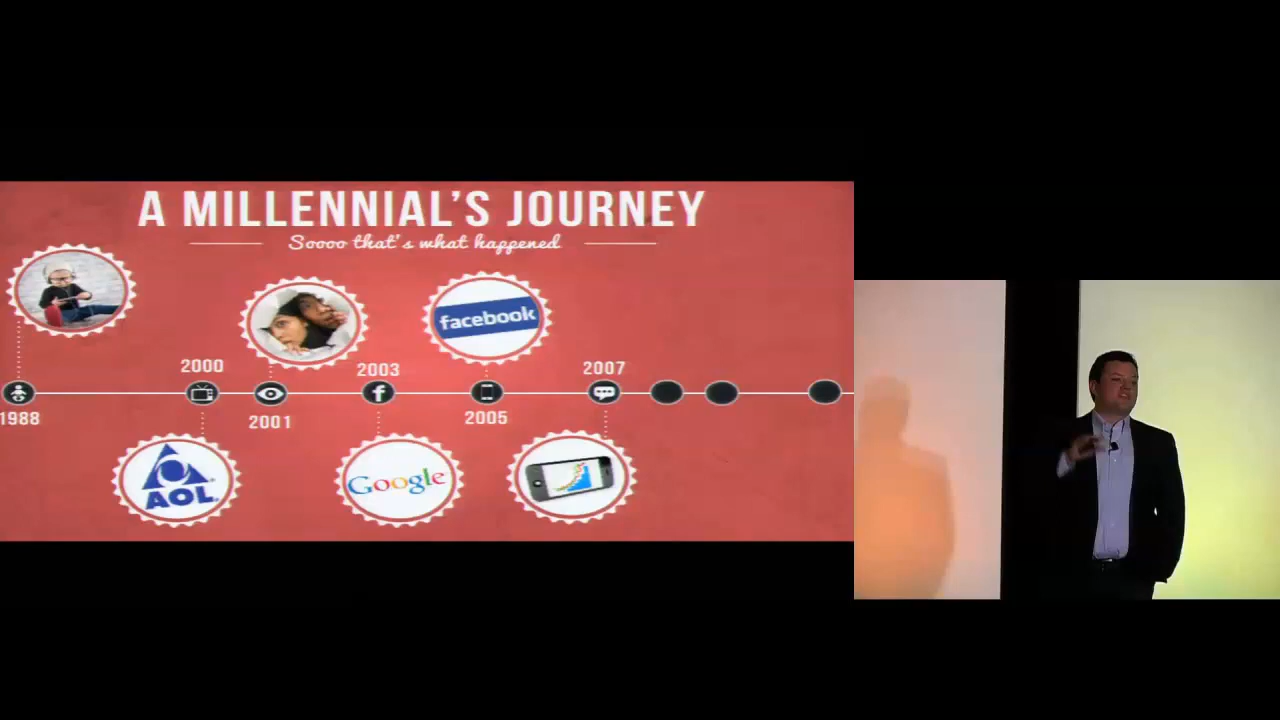 A MILLENNIAL'S JOURNEY
Soooo that's what happened
facebook
2000
2003
2007
f
1988
2001
2005
AOL
Google